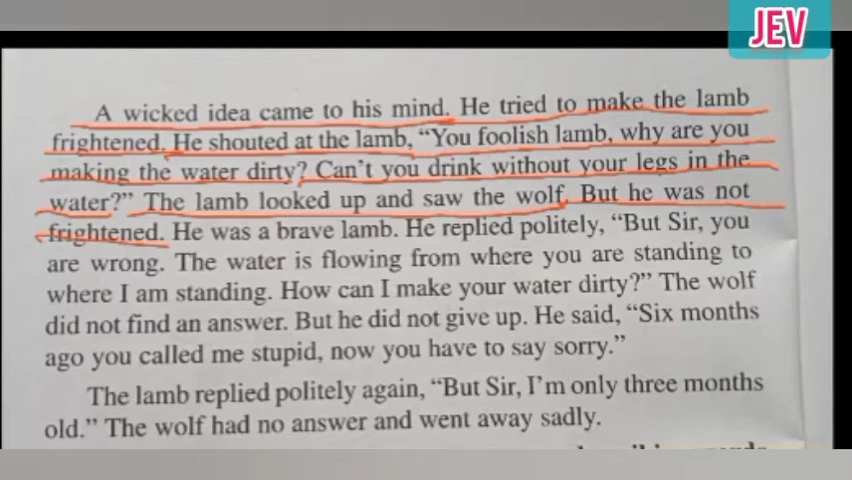 JEV
A wicked idea came to his mind. He tried to make the lamb
frightened. He shouted at the lamb, “You foolish lamb, why are you
making the water dirty? Can’t you drink without your legs in the
water?” The lamb looked up and saw the wolf. But he was not
frightened. He was a brave lamb. He replied politely, “But Sir, you
are wrong. The water is flowing from where you are standing to
where I am standing. How can I make your water dirty?” The wolf
did not find an answer. But he did not give up. He said, “Six months
ago you called me stupid, now you have to say sorry.”
The lamb replied politely again, “But Sir, I’m only three months
old.” The wolf had no answer and went away sadly.